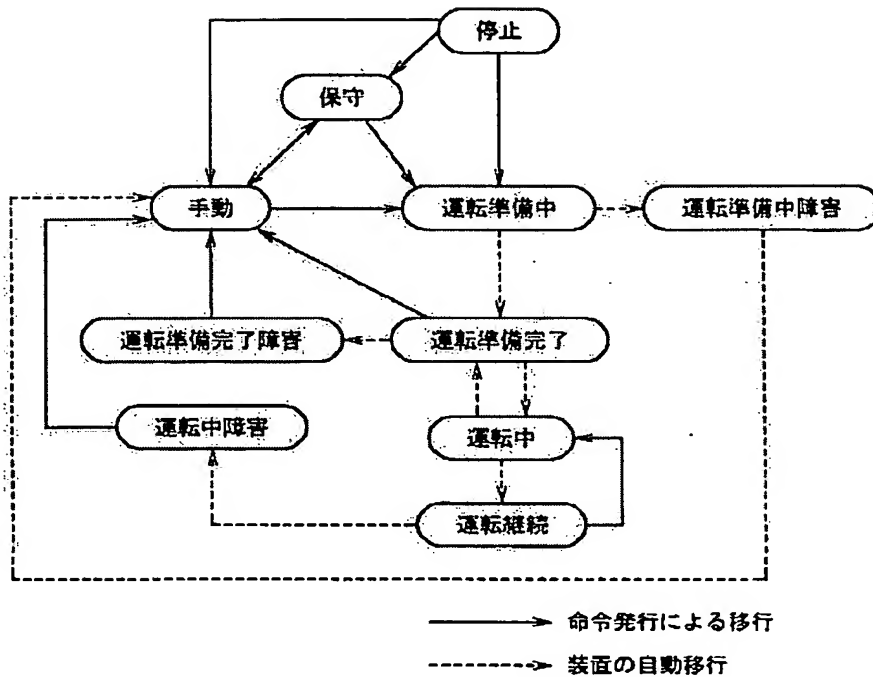 停止
保守
手動
運転準備中
運転準備中障害
運転準備完了障害
運転準備完了
運転中障害
運転中
運転継続
命令発行による移行
装置の自動移行